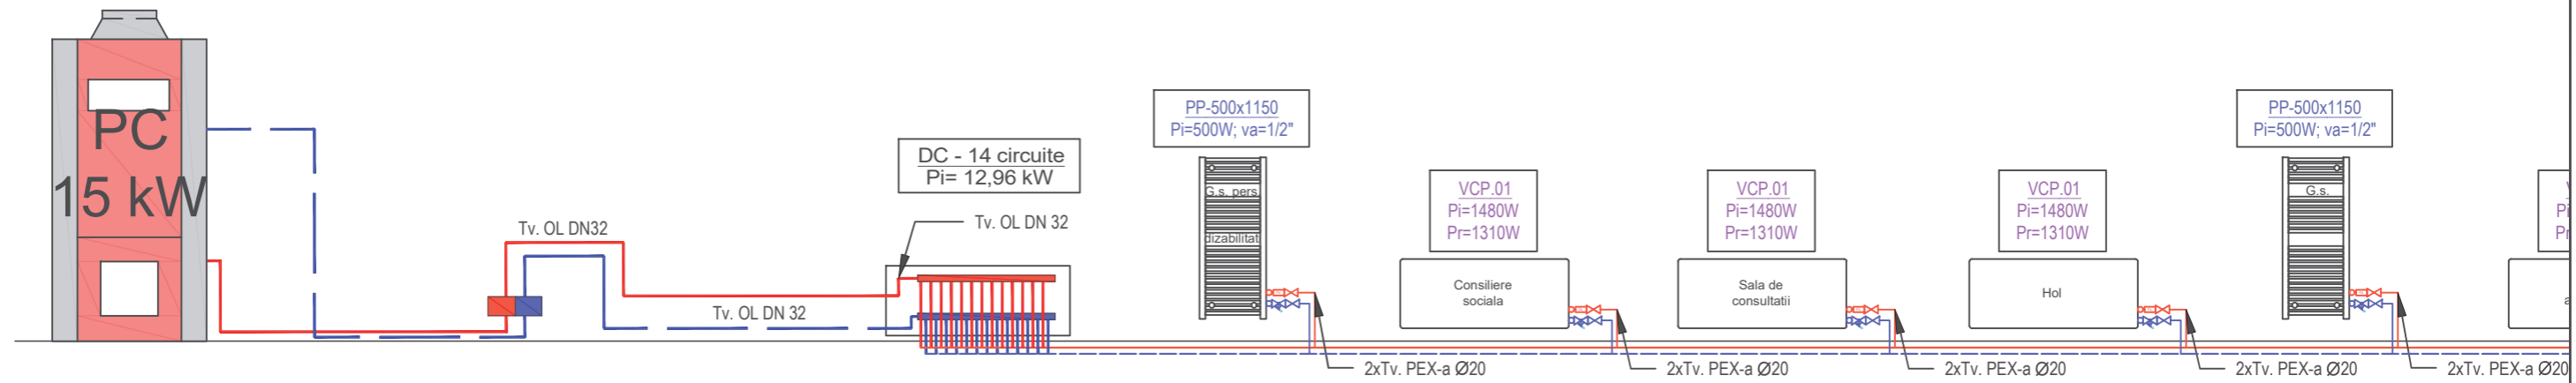 PC
15 kW
Tv. OL DN32
Tv. OL DN 32
DC - 14 circuite
Pi= 12,96 kW
Tv. OL DN 32
PP-500x1150
Pi=500W; va=1/2"
G.s. pers.
dizabilitati
2xTv. PEX-a Ø20
VCP.01
Pi=1480W
Pr=1310W
Consiliere
sociala
2xTv. PEX-a Ø20
VCP.01
Pi=1480W
Pr=1310W
Sala de
consultatii
2xTv. PEX-a Ø20
VCP.01
Pi=1480W
Pr=1310W
Hol
2xTv. PEX-a Ø20
PP-500x1150
Pi=500W; va=1/2"
G.s.
2xTv. PEX-a Ø20